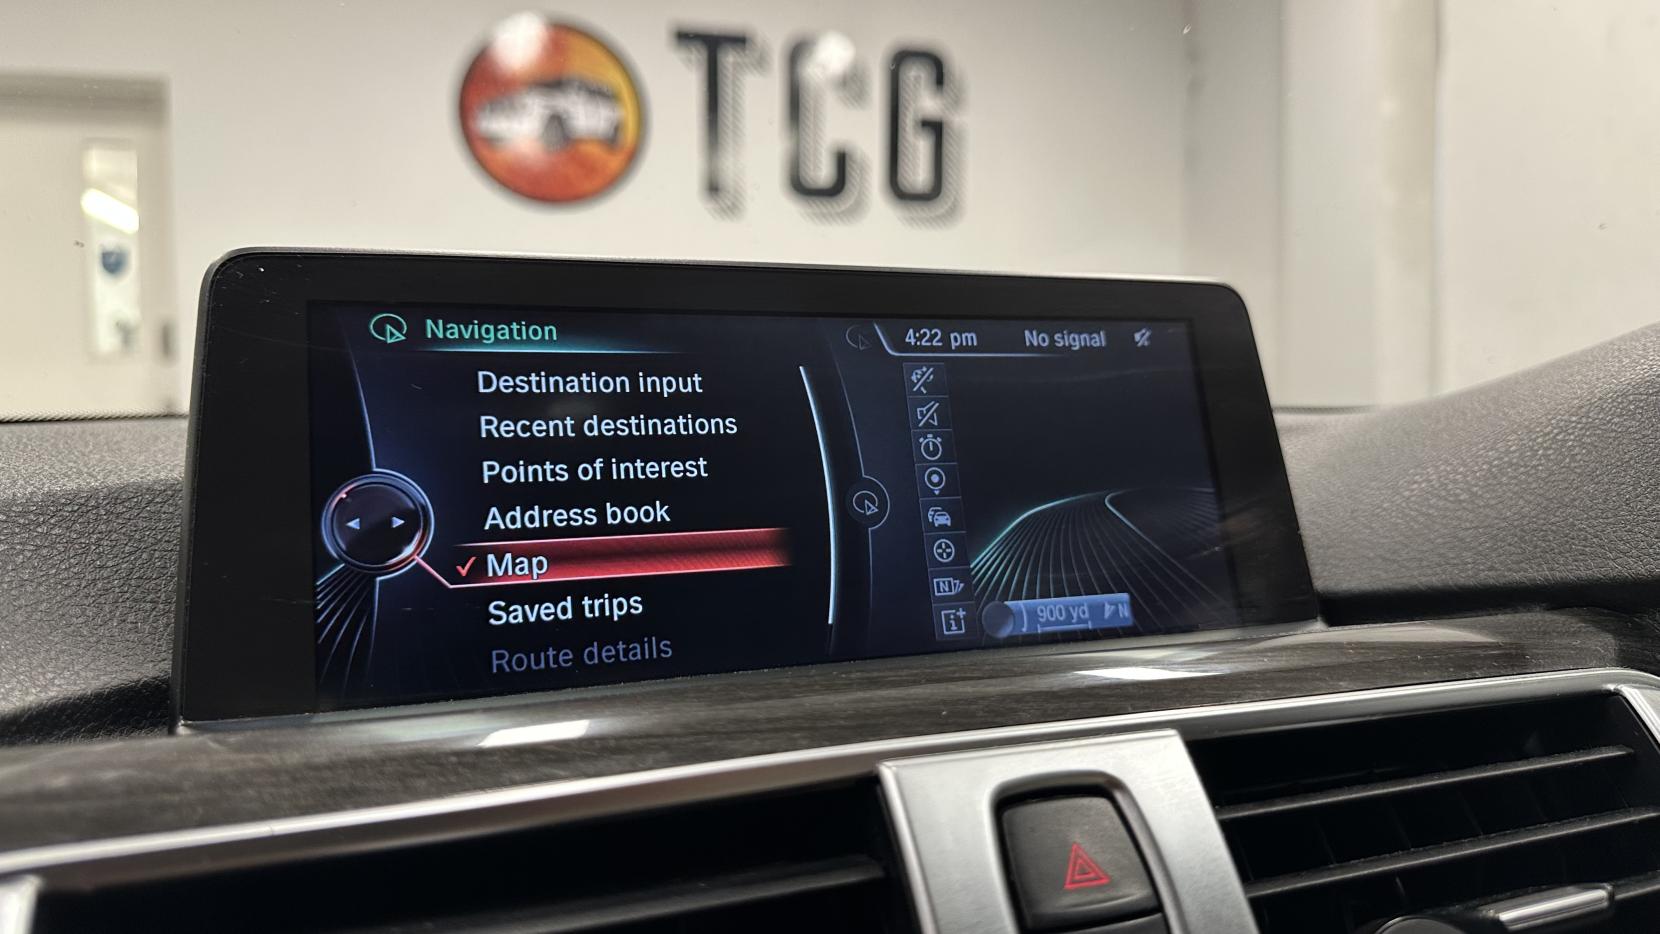 TCG
Navigation
4:22 pm
No signal
Destination input
Recent destinations
Points of interest
Address book
Map
Saved trips
Route details
N
i
900 yd
N